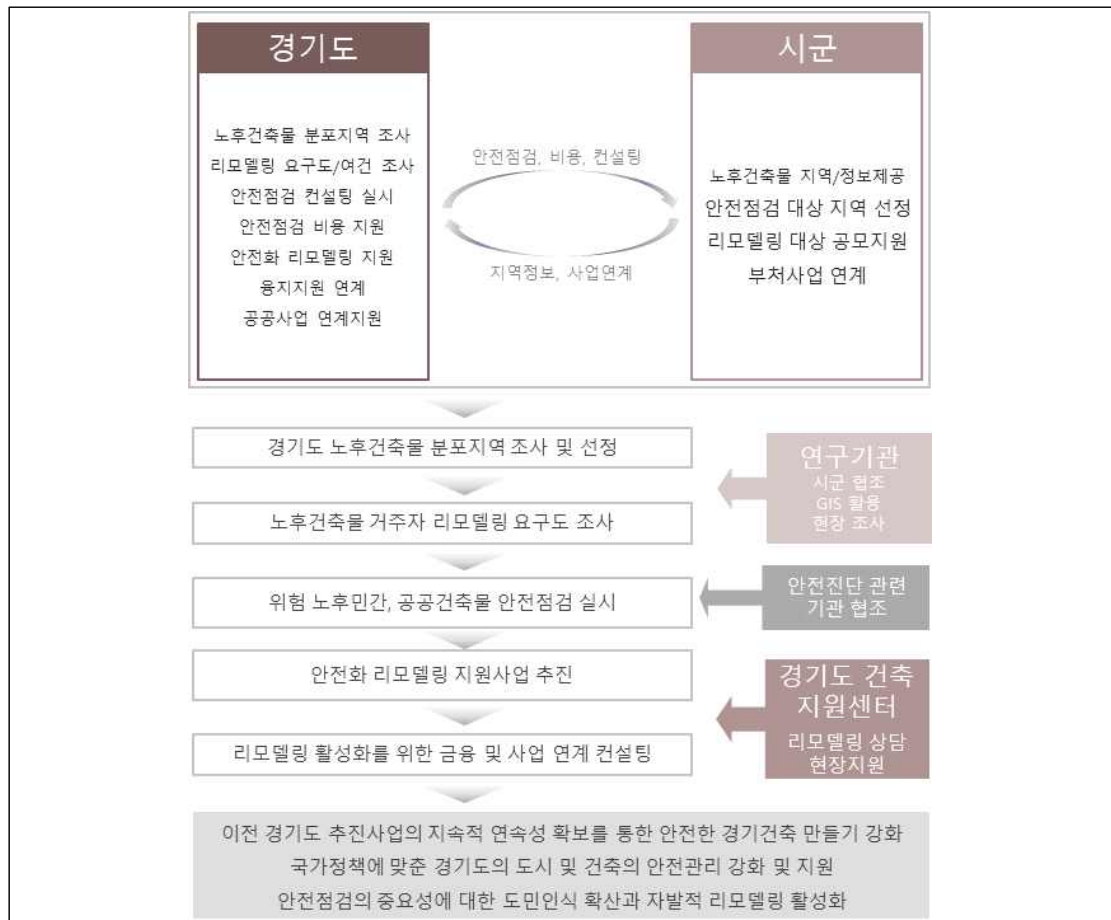 경기도
노후건축물 분포지역 조사
리모델링 요구도/여건 조사
안전점검 컨설팅 실시
안전점검 비용 지원
안전화 리모델링 지원
융지지원 연계
공공사업 연계지원
안전점검, 비용, 컨설팅
지역정보, 사업연계
시군
노후건축물 지역/정보제공
안전점검 대상 지역 선정
리모델링 대상 공모지원
부처사업 연계
경기도 노후건축물 분포지역 조사 및 선정
노후건축물 거주자 리모델링 요구도 조사
연구기관
시군 협조
GIS 활용
현장 조사
위험 노후민간, 공공건축물 안전점검 실시
안전진단 관련
기관 협조
안전화 리모델링 지원사업 추진
리모델링 활성화를 위한 금융 및 사업 연계 컨설팅
경기도 건축
지원센터
리모델링 상담
현장지원
이전 경기도 추진사업의 지속적 연속성 확보를 통한 안전한 경기건축 만들기 강화
국가정책에 맞춘 경기도의 도시 및 건축의 안전관리 강화 및 지원
안전점검의 중요성에 대한 도민인식 확산과 자발적 리모델링 활성화